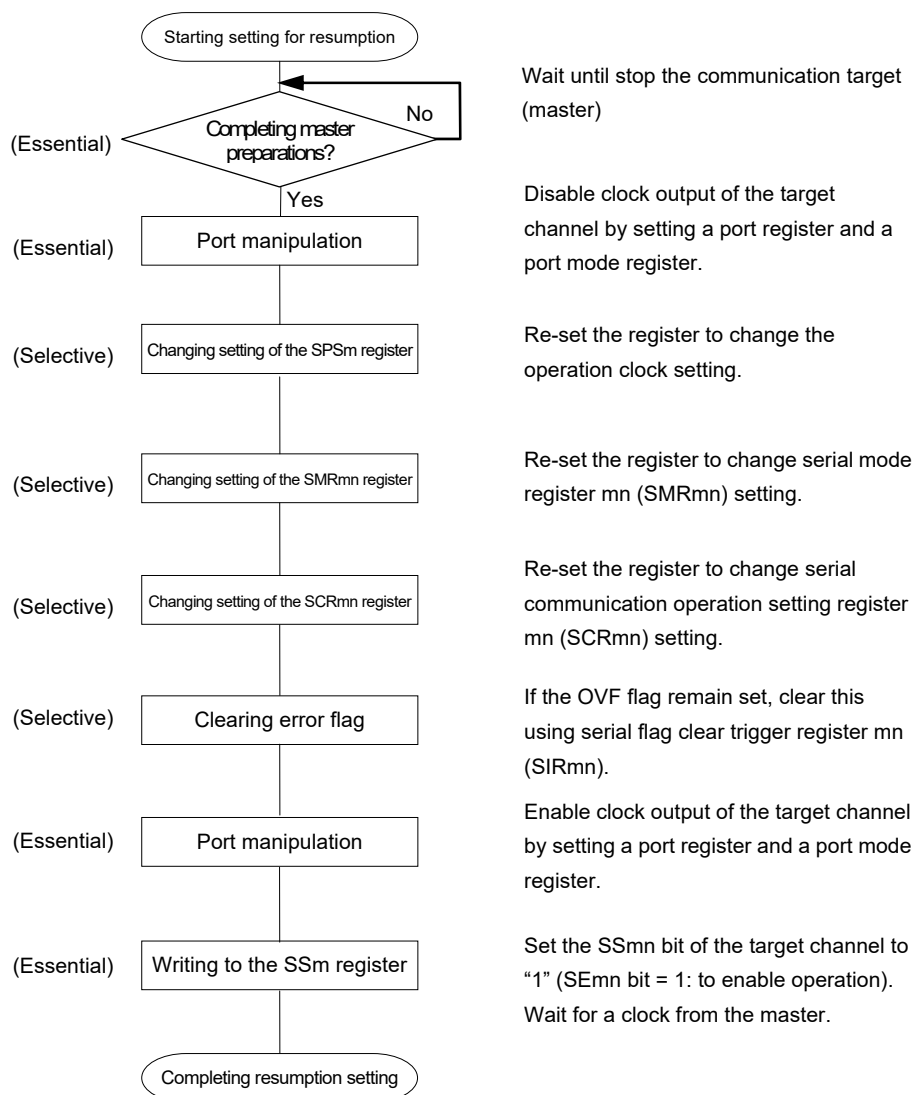 Starting setting for resumption
Wait until stop the communication target
(master)
No
(Essential)
Completing master
preparations?
Yes
Disable clock output of the target
channel by setting a port register and a
port mode register.
(Essential)
Port manipulation
(Selective)
Changing setting of the SPSm register
Re-set the register to change the
operation clock setting.
(Selective)
Changing setting of the SMRmn register
Re-set the register to change serial mode
register mn (SMRmn) setting.
(Selective)
Changing setting of the SCRmn register
Re-set the register to change serial
communication operation setting register
mn (SCRmn) setting.
(Selective)
Clearing error flag
If the OVF flag remain set, clear this
using serial flag clear trigger register mn
(SIRmn).
(Essential)
Port manipulation
Enable clock output of the target channel
by setting a port register and a port mode
register.
(Essential)
Writing to the SSm register
Set the SSmn bit of the target channel to
“1” (SEmn bit = 1: to enable operation).
Wait for a clock from the master.
Completing resumption setting